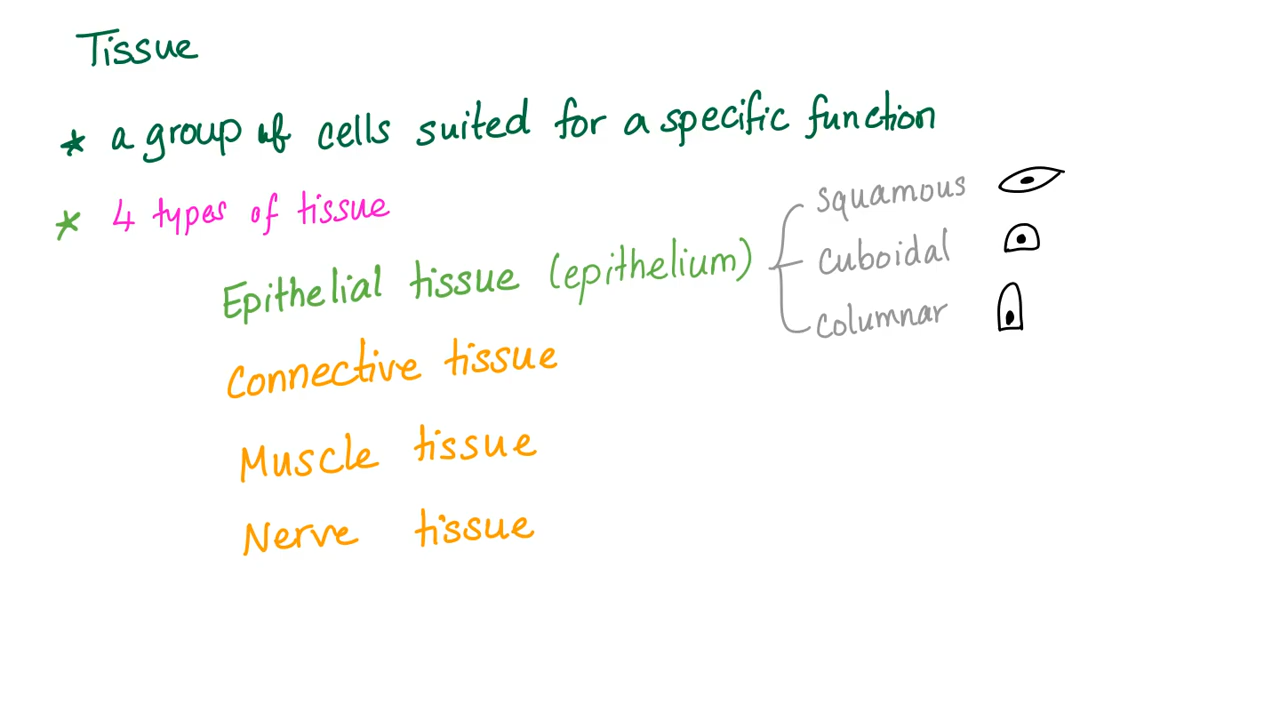 Tissue
* a group of cells suited for a specific function
* 4 types of tissue
Epithelial tissue (epithelium)
squamous
cuboidal
columnar
Connective tissue
Muscle tissue
Nerve tissue